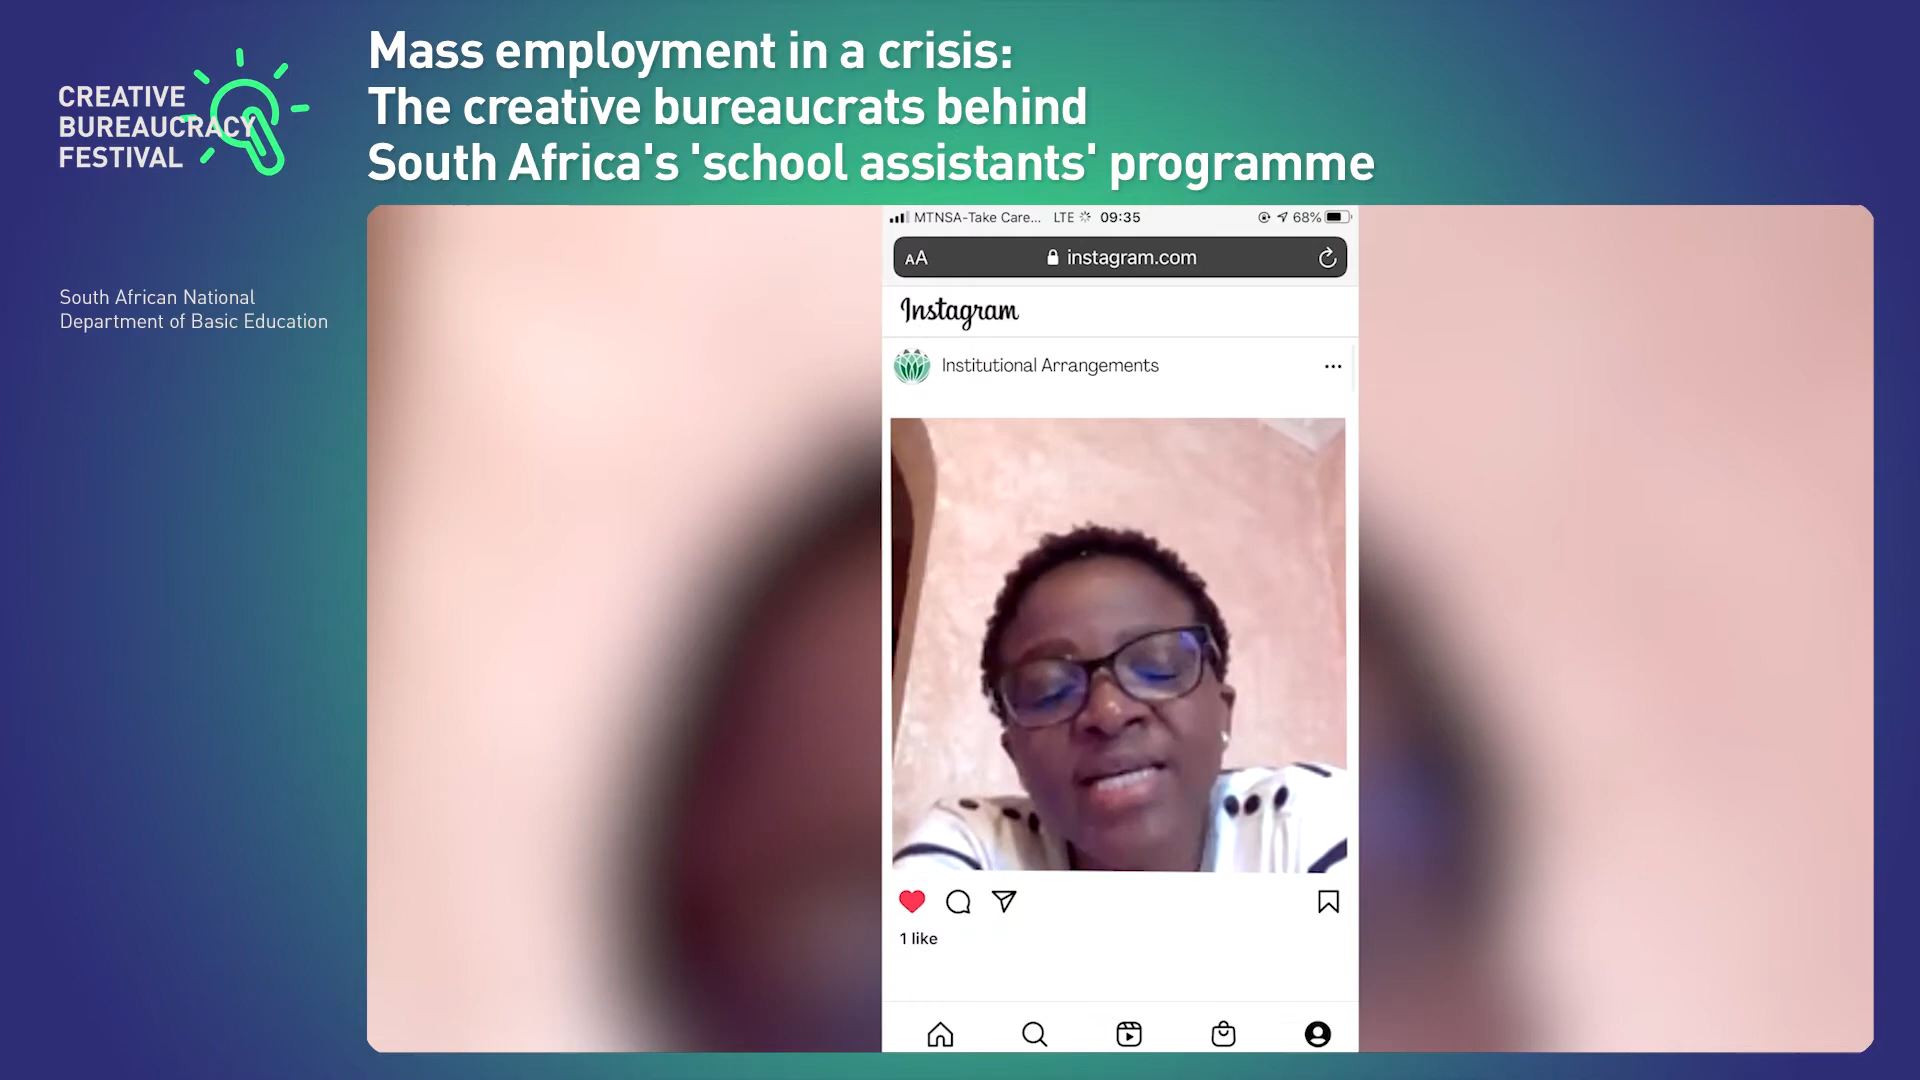 CREATIVE
BUREAUCRACY
FESTIVAL
Mass employment in a crisis:
The creative bureaucrats behind
South Africa's 'school assistants' programme
South African National
Department of Basic Education
MTNSA-Take Care... LTE 09:35 68%
AA instagram.com
Instagram
Institutional Arrangements
1 like